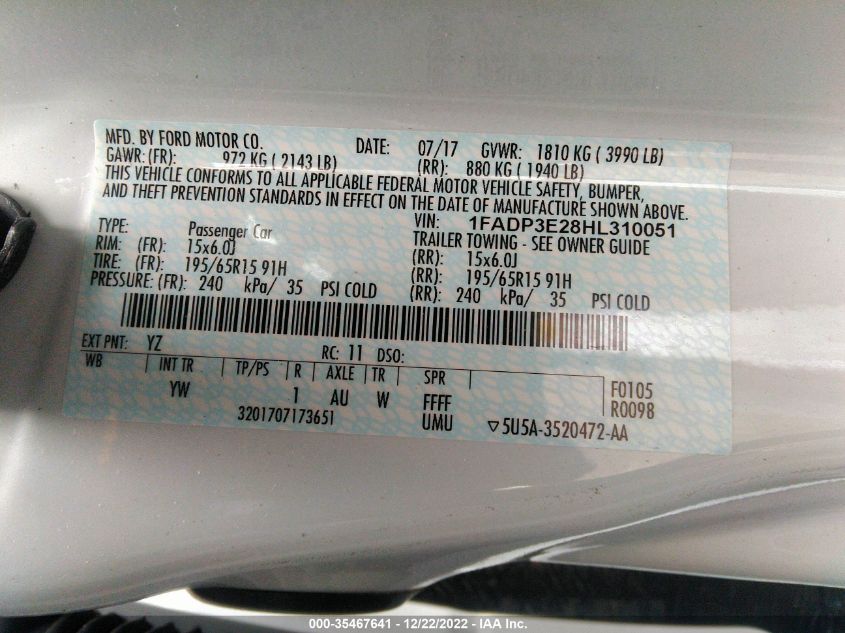 MFD. BY FORD MOTOR CO. DATE: 07/17 GVWR: 1810 KG ( 3990 LB)
GAWR: (FR): 972 KG ( 2143 LB) (RR): 880 KG ( 1940 LB)
THIS VEHICLE CONFORMS TO ALL APPLICABLE FEDERAL MOTOR VEHICLE SAFETY, BUMPER,
AND THEFT PREVENTION STANDARDS IN EFFECT ON THE DATE OF MANUFACTURE SHOWN ABOVE.
VIN: 1FADP3E28HL310051
TYPE: Passenger Car TRAILER TOWING - SEE OWNER GUIDE
RIM: (FR): 15x6.0J (RR): 15x6.0J
TIRE: (FR): 195/65R15 91H (RR): 195/65R15 91H
PRESSURE: (FR): 240 kPa/ 35 PSI COLD (RR): 240 kPa/ 35 PSI COLD
EXT PNT: YZ RC: 11 DSO:
WB INT TR TP/PS R AXLE TR SPR F0105
YW 1 AU W FFFF R0098
3201707173651 UMU ▽5U5A-3520472-AA
000-35467641 - 12/22/2022 - IAA Inc.